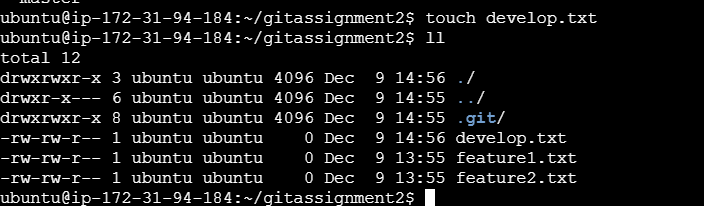 master
ubuntu@ip-172-31-94-184:~/gitassignment2$ touch develop.txt
ubuntu@ip-172-31-94-184:~/gitassignment2$ ll
total 12
drwxrwxr-x 3 ubuntu ubuntu 4096 Dec  9 14:56 ./
drwxr-x--- 6 ubuntu ubuntu 4096 Dec  9 14:55 ../
drwxrwxr-x 8 ubuntu ubuntu 4096 Dec  9 14:55 .git/
-rw-rw-r-- 1 ubuntu ubuntu    0 Dec  9 14:56 develop.txt
-rw-rw-r-- 1 ubuntu ubuntu    0 Dec  9 13:55 feature1.txt
-rw-rw-r-- 1 ubuntu ubuntu    0 Dec  9 13:55 feature2.txt
ubuntu@ip-172-31-94-184:~/gitassignment2$